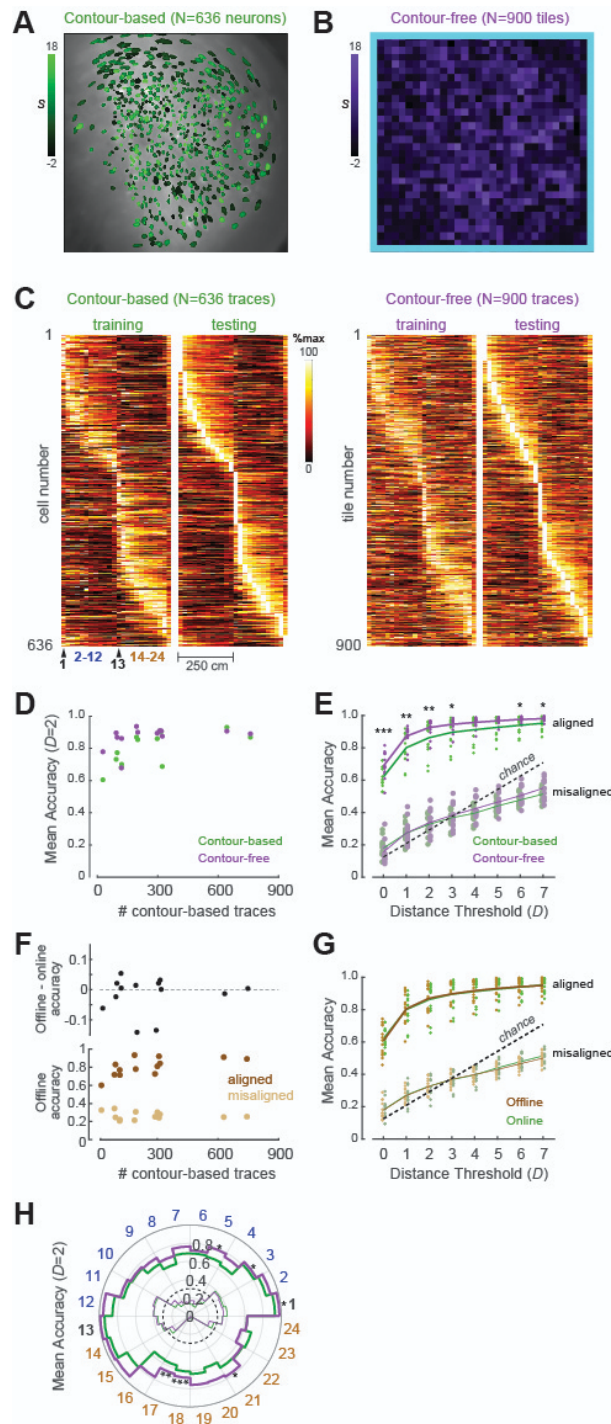 A
Contour-based (N=636 neurons)
18
S
-2
B
Contour-free (N=900 tiles)
18
S
-2
C
Contour-based (N=636 traces)
training
testing
%max
100
0
1
cell number
636
1
2-12
13
14-24
250 cm
Contour-free (N=900 traces)
training
testing
1
tile number
900
D
Mean Accuracy (D=2)
1.0
0.8
0.6
0.4
0.2
0
Contour-based
Contour-free
0 300 600 900
# contour-based traces
E
Mean Accuracy
1.0
0.8
0.6
0.4
0.2
0
*** ** ** * * *
aligned
chance
misaligned
Contour-based
Contour-free
0 1 2 3 4 5 6 7
Distance Threshold (D)
F
Offline - online
accuracy
0.1
0
-0.1
Offline
accuracy
1.0
0.8
0.6
0.4
0.2
0
aligned
misaligned
0 300 600 900
# contour-based traces
G
Mean Accuracy
1.0
0.8
0.6
0.4
0.2
0
aligned
chance
misaligned
Offline
Online
0 1 2 3 4 5 6 7
Distance Threshold (D)
H
Mean Accuracy (D=2)
0.8
0.6
0.4
0.2
0
*1
2
3
4
5
6
7
8
9
10
11
12
13
14
15
16
17
18
19
20
21
22
23
24
*
*
**
***
*